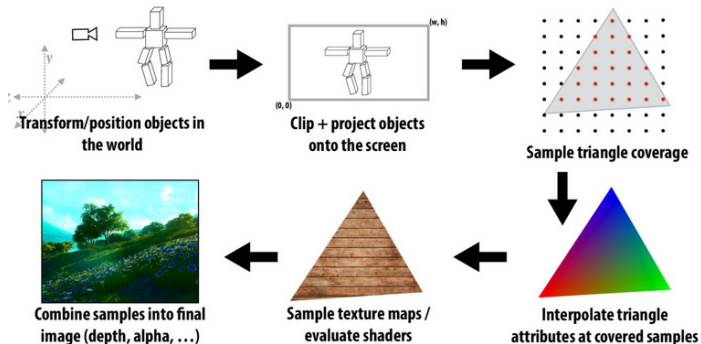 y
z
x
Transform/position objects in
the world
(w, h)
(0, 0)
Clip + project objects
onto the screen
Sample triangle coverage
Combine samples into final
image (depth, alpha, …)
Sample texture maps /
evaluate shaders
Interpolate triangle
attributes at covered samples